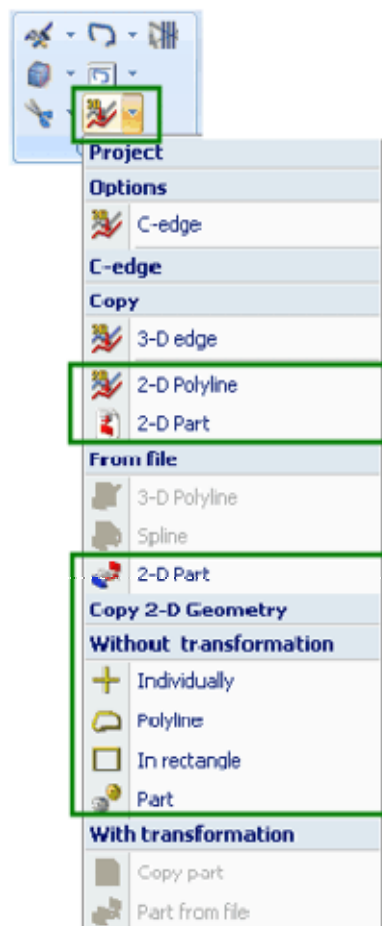 Project
Options
C-edge
C-edge
Copy
3-D edge
2-D Polyline
2-D Part
From file
3-D Polyline
Spline
2-D Part
Copy 2-D Geometry
Without transformation
Individually
Polyline
In rectangle
Part
With transformation
Copy part
Part from file